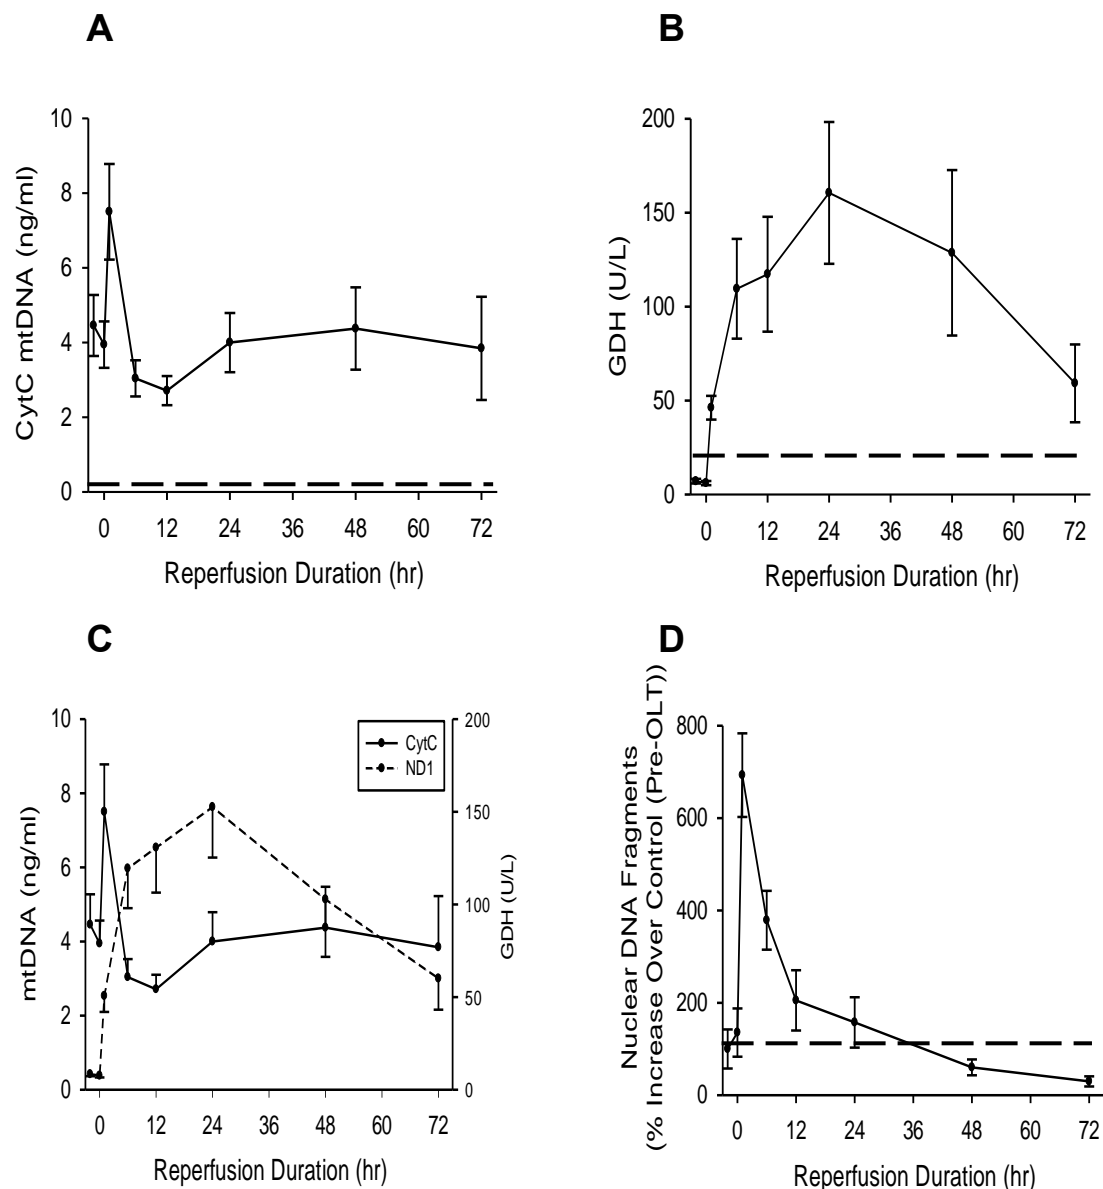 A
CytC mtDNA (ng/ml)
10
8
6
4
2
0
0 12 24 36 48 60 72
Reperfusion Duration (hr)
B
GDH (U/L)
200
150
100
50
0
0 12 24 36 48 60 72
Reperfusion Duration (hr)
C
mtDNA (ng/ml)
10
8
6
4
2
0
CytC
ND1
200
150
100
50
0
GDH (U/L)
0 12 24 36 48 60 72
Reperfusion Duration (hr)
D
Nuclear DNA Fragments
(% Increase Over Control (Pre-OLT))
800
600
400
200
0
0 12 24 36 48 60 72
Reperfusion Duration (hr)